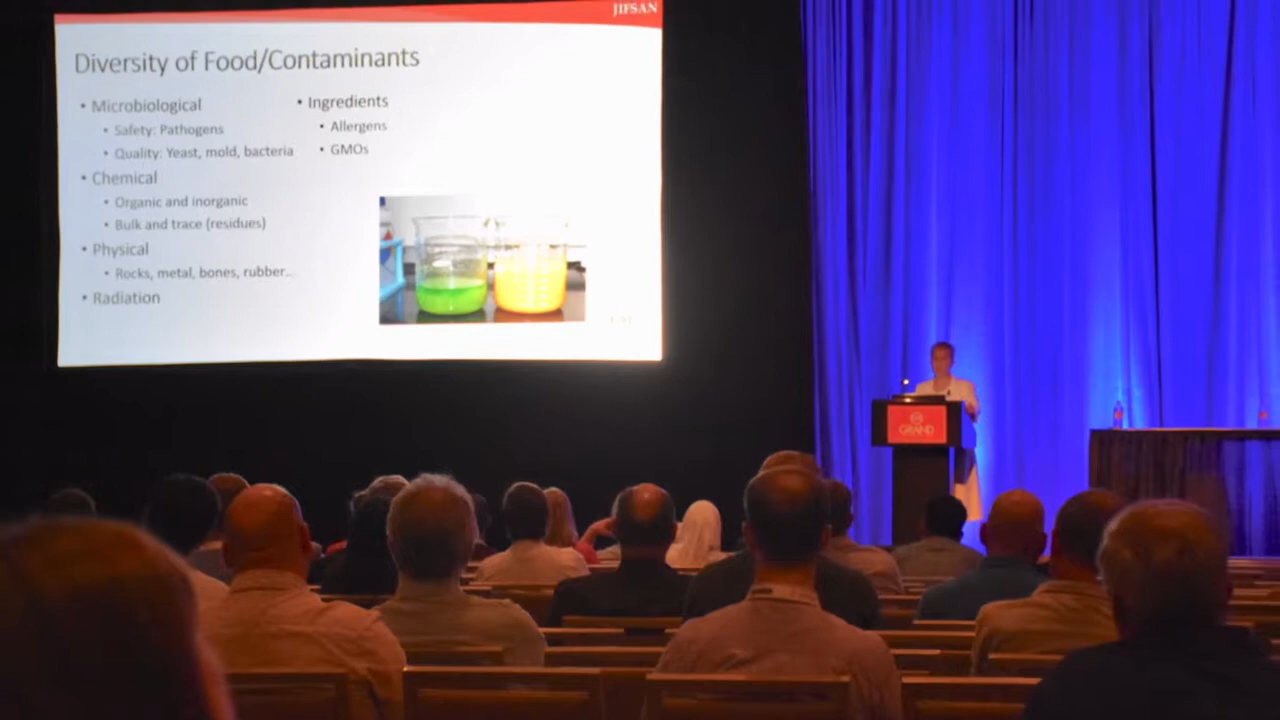 JIFSAN
Diversity of Food/Contaminants
• Microbiological
• Safety: Pathogens
• Quality: Yeast, mold, bacteria
• Chemical
• Organic and inorganic
• Bulk and trace (residues)
• Physical
• Rocks, metal, bones, rubber...
• Radiation
• Ingredients
• Allergens
• GMOs
GRAND